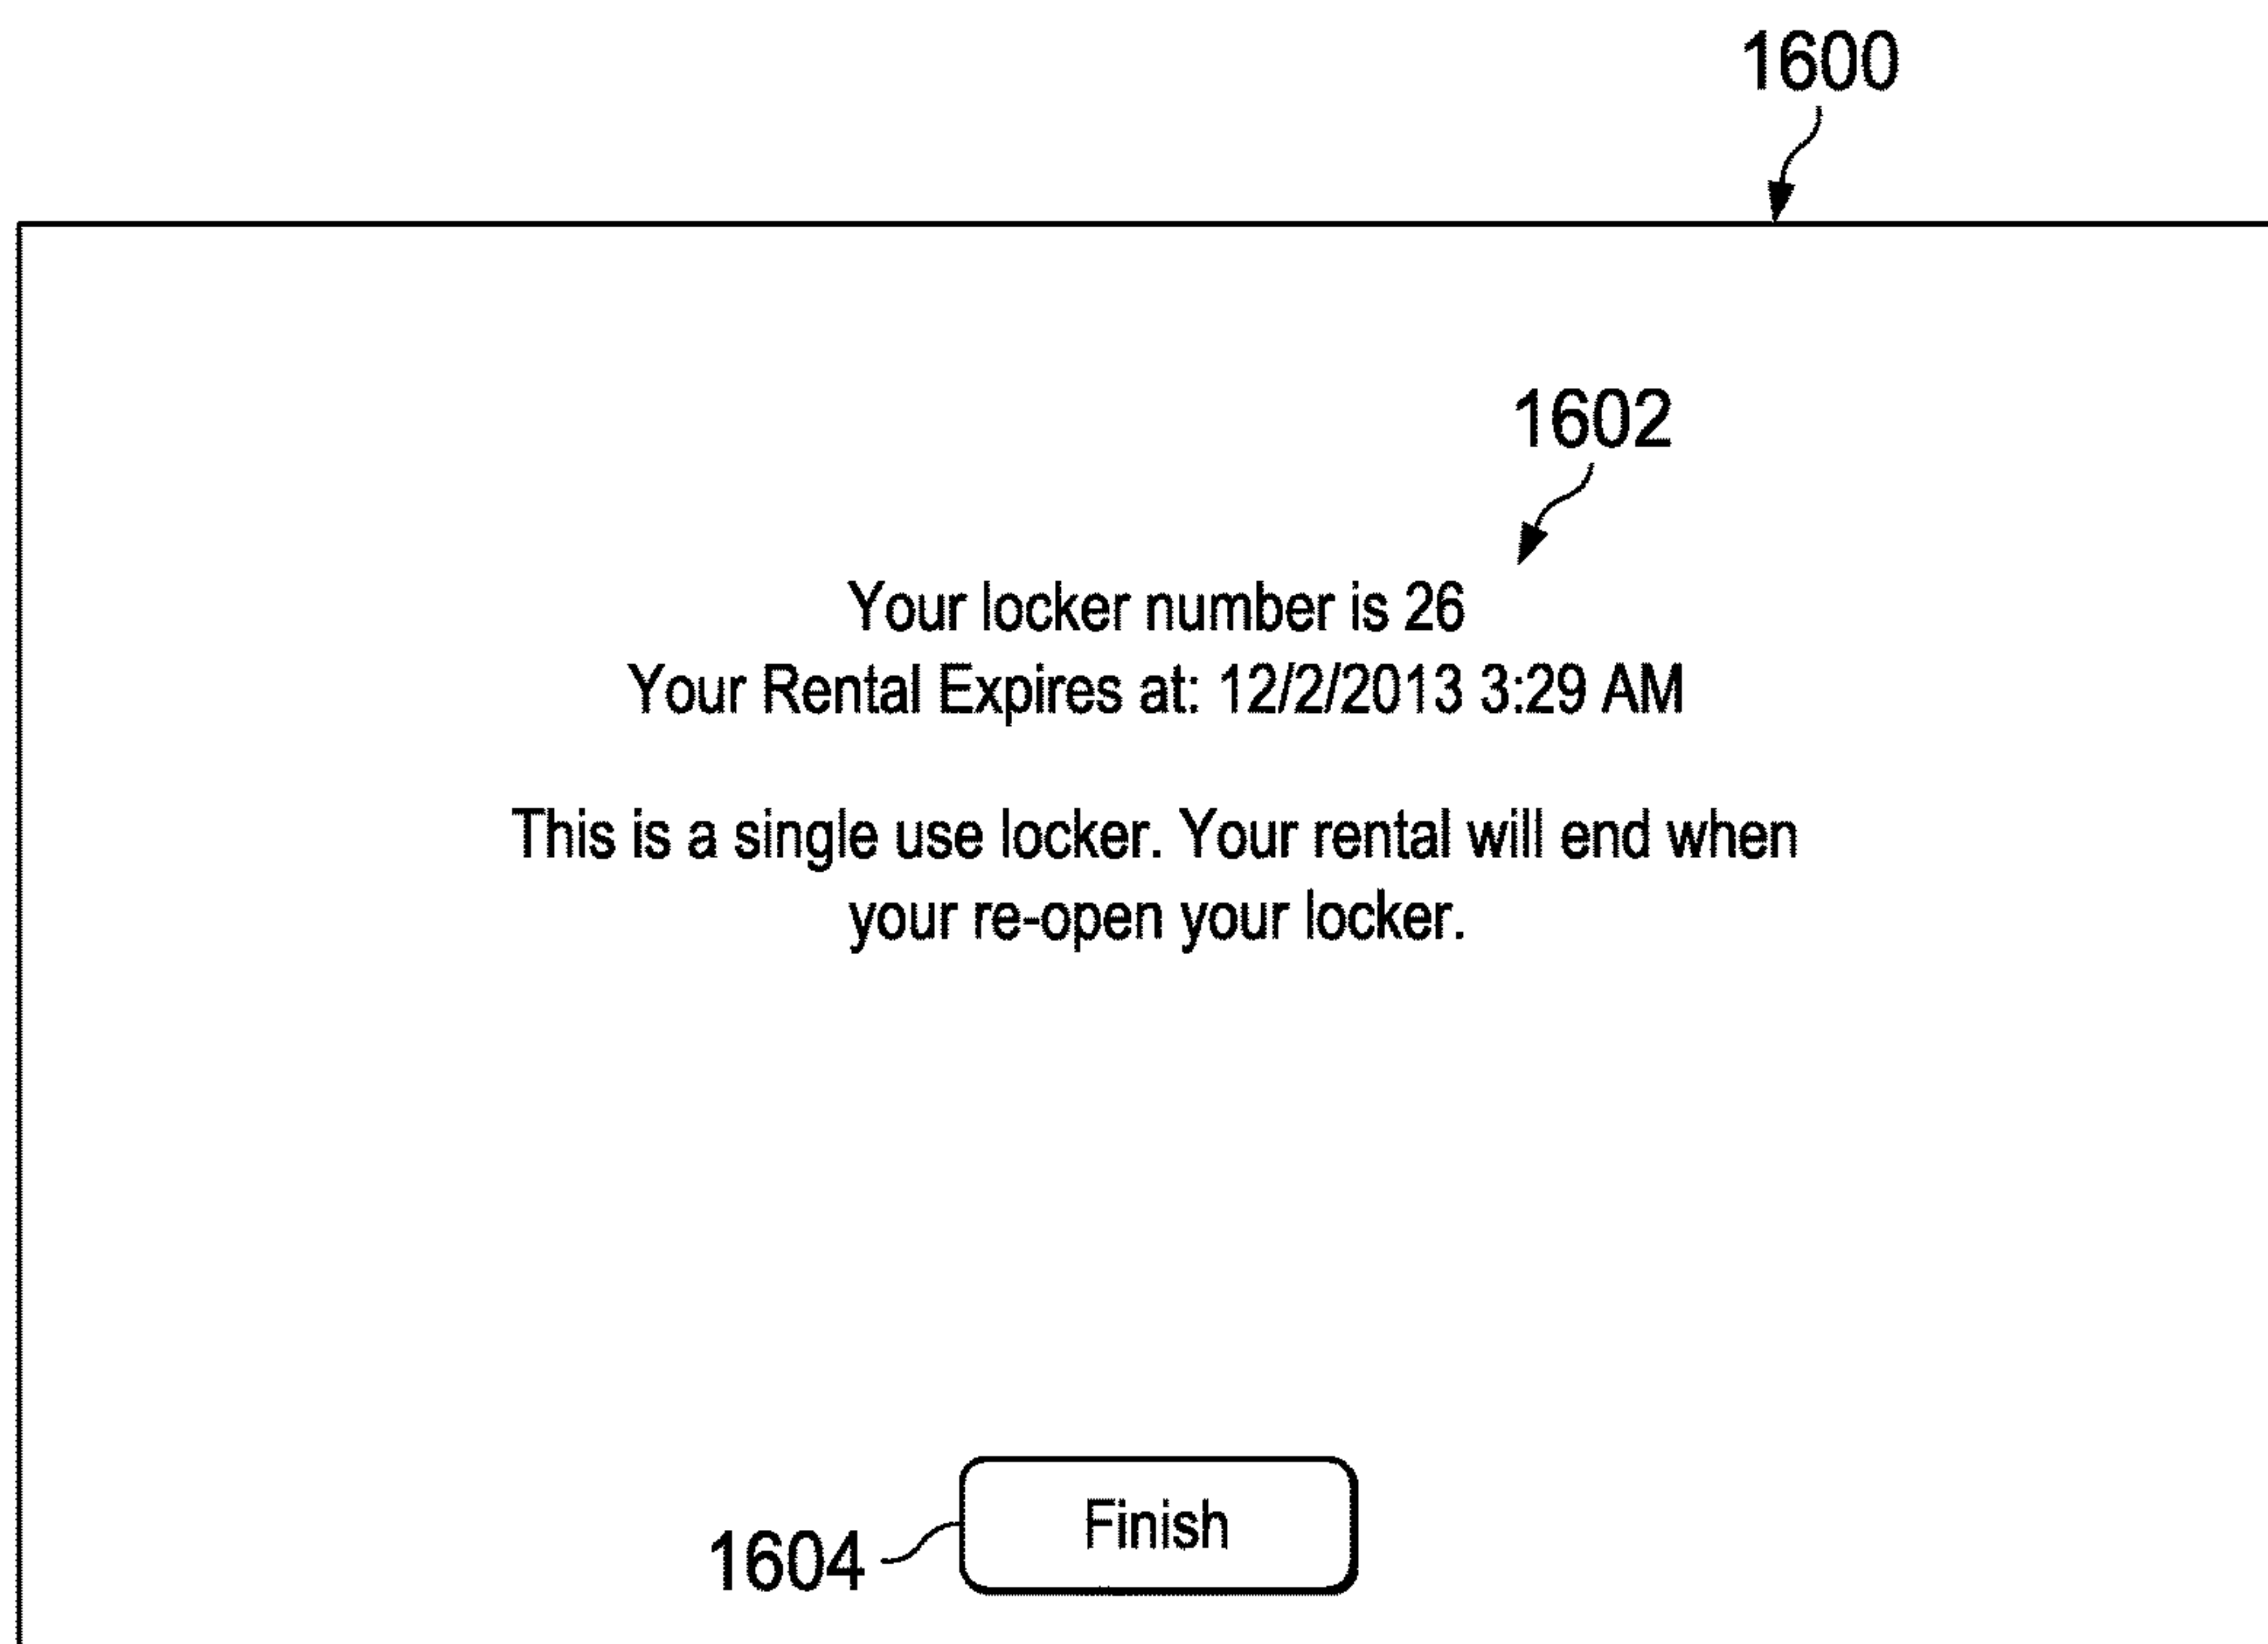 1600
1602
Your locker number is 26
Your Rental Expires at: 12/2/2013 3:29 AM
This is a single use locker. Your rental will end when
your re-open your locker.
1604
Finish